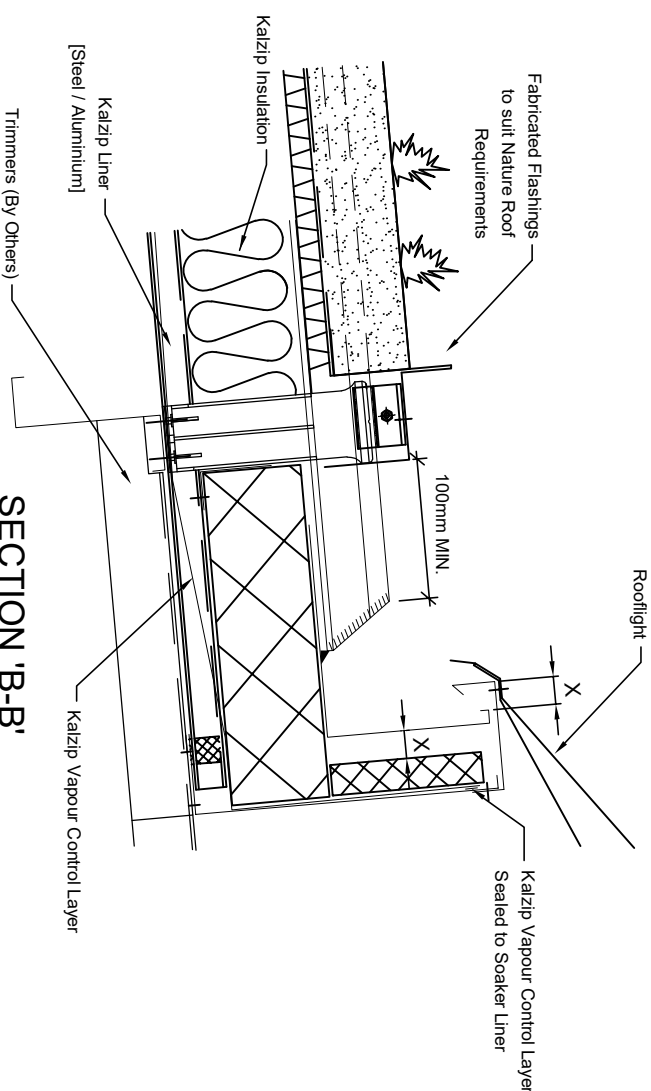 Rooflight
X
Fabricated Flashings
to suit Nature Roof
Requirements
Kalzip Insulation
100mm MIN.
X
Kalzip Vapour Control Layer
Sealed to Soaker Liner
Kalzip Liner
[Steel / Aluminium]
Trimmers (By Others)
Kalzip Vapour Control Layer
SECTION 'B-B'